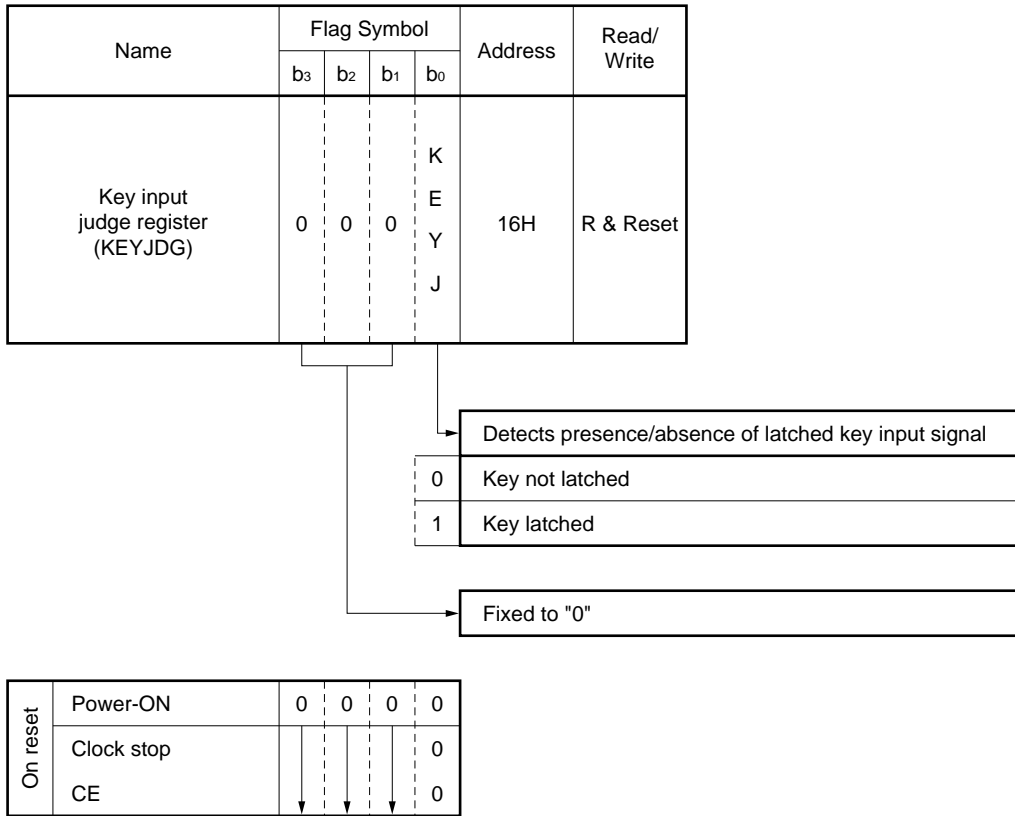 Name
Flag Symbol
Address
Read/
Write
b3 b2 b1 b0
Key input
judge register
(KEYJDG)
0 0 0
K
E
Y
J
16H
R & Reset
Detects presence/absence of latched key input signal
0 Key not latched
1 Key latched
Fixed to "0"
On reset
Power-ON 0 0 0 0
Clock stop 0
CE 0